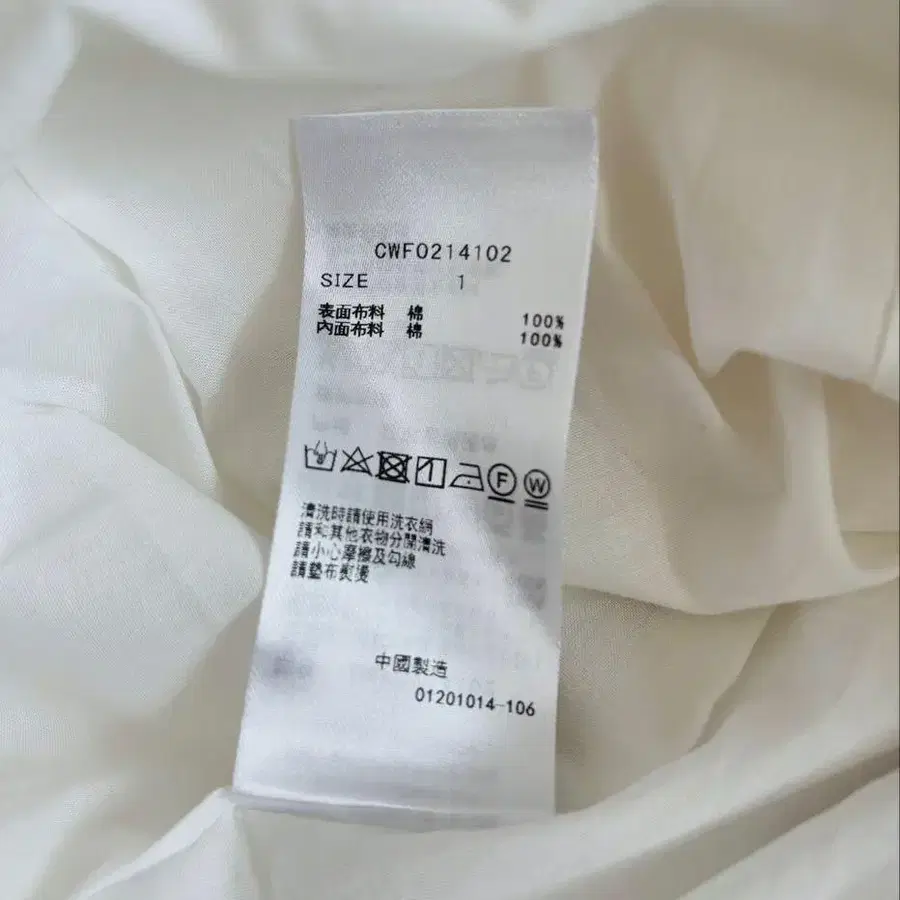 CWF0214102
SIZE 1
表面布料 棉 100%
內面布料 棉 100%
F W
清洗時請使用洗衣網
請和其他衣物分開清洗
請小心摩擦及勾線
請墊布熨燙
中國製造
01201014-106